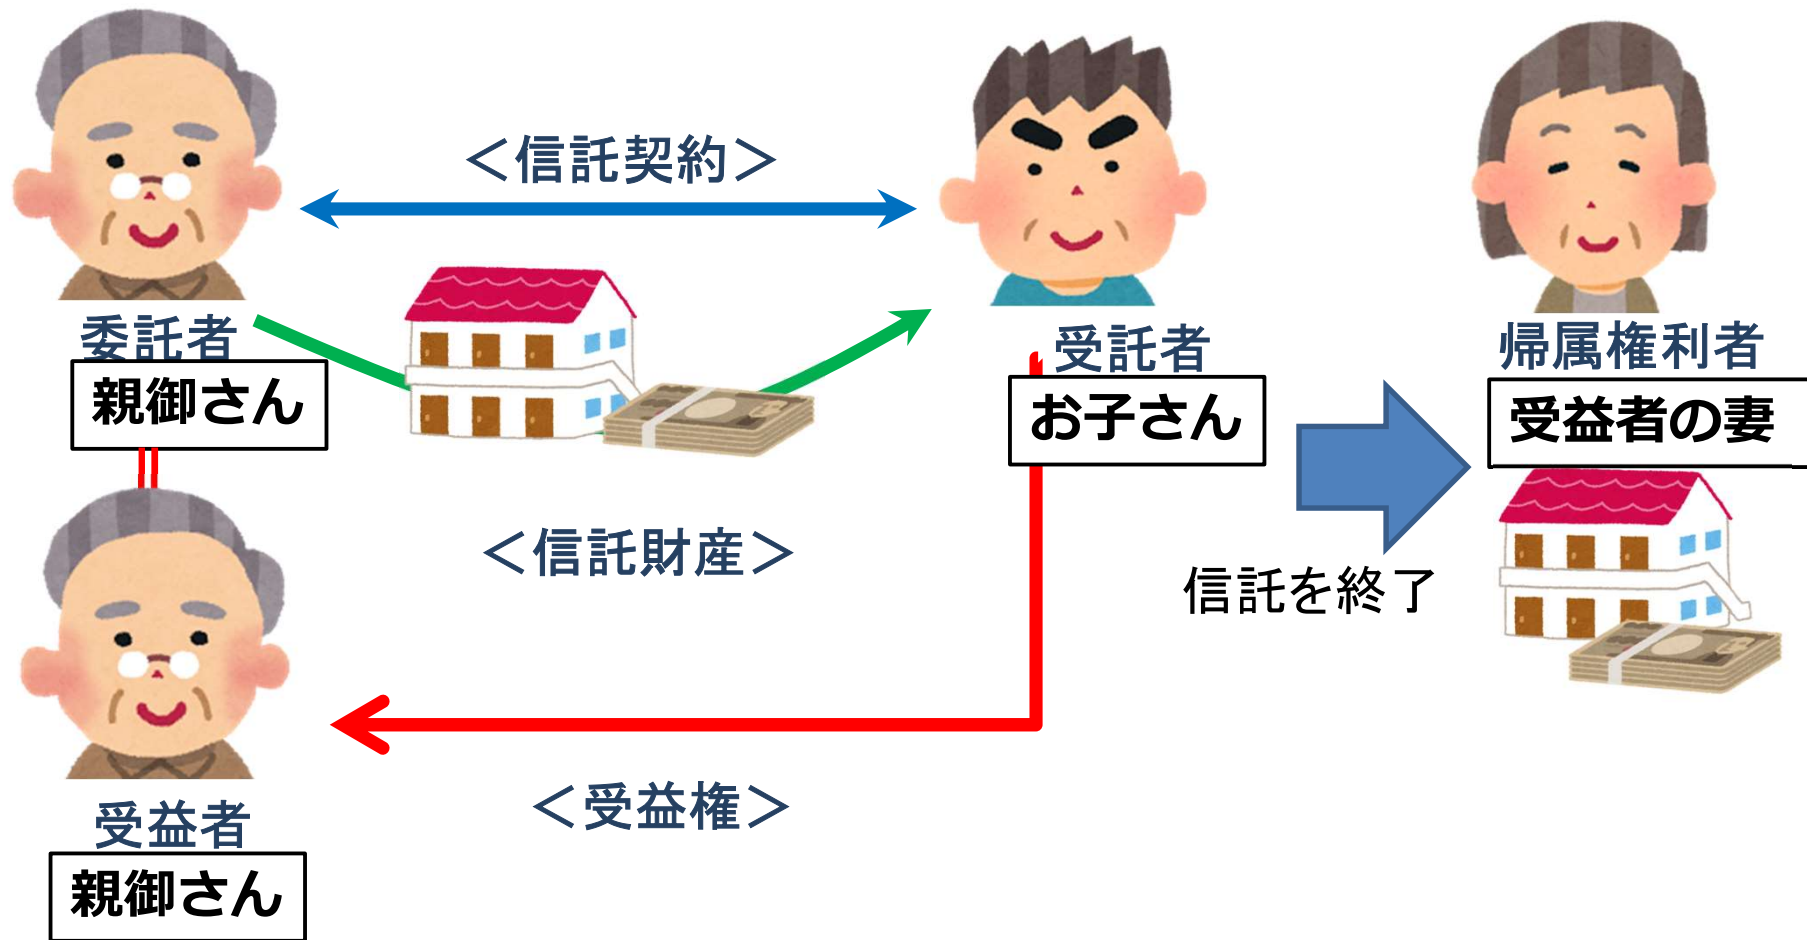 ＜信託契約＞
委託者
親御さん
受託者
お子さん
帰属権利者
受益者の妻
＜信託財産＞
信託を終了
＜受益権＞
受益者
親御さん